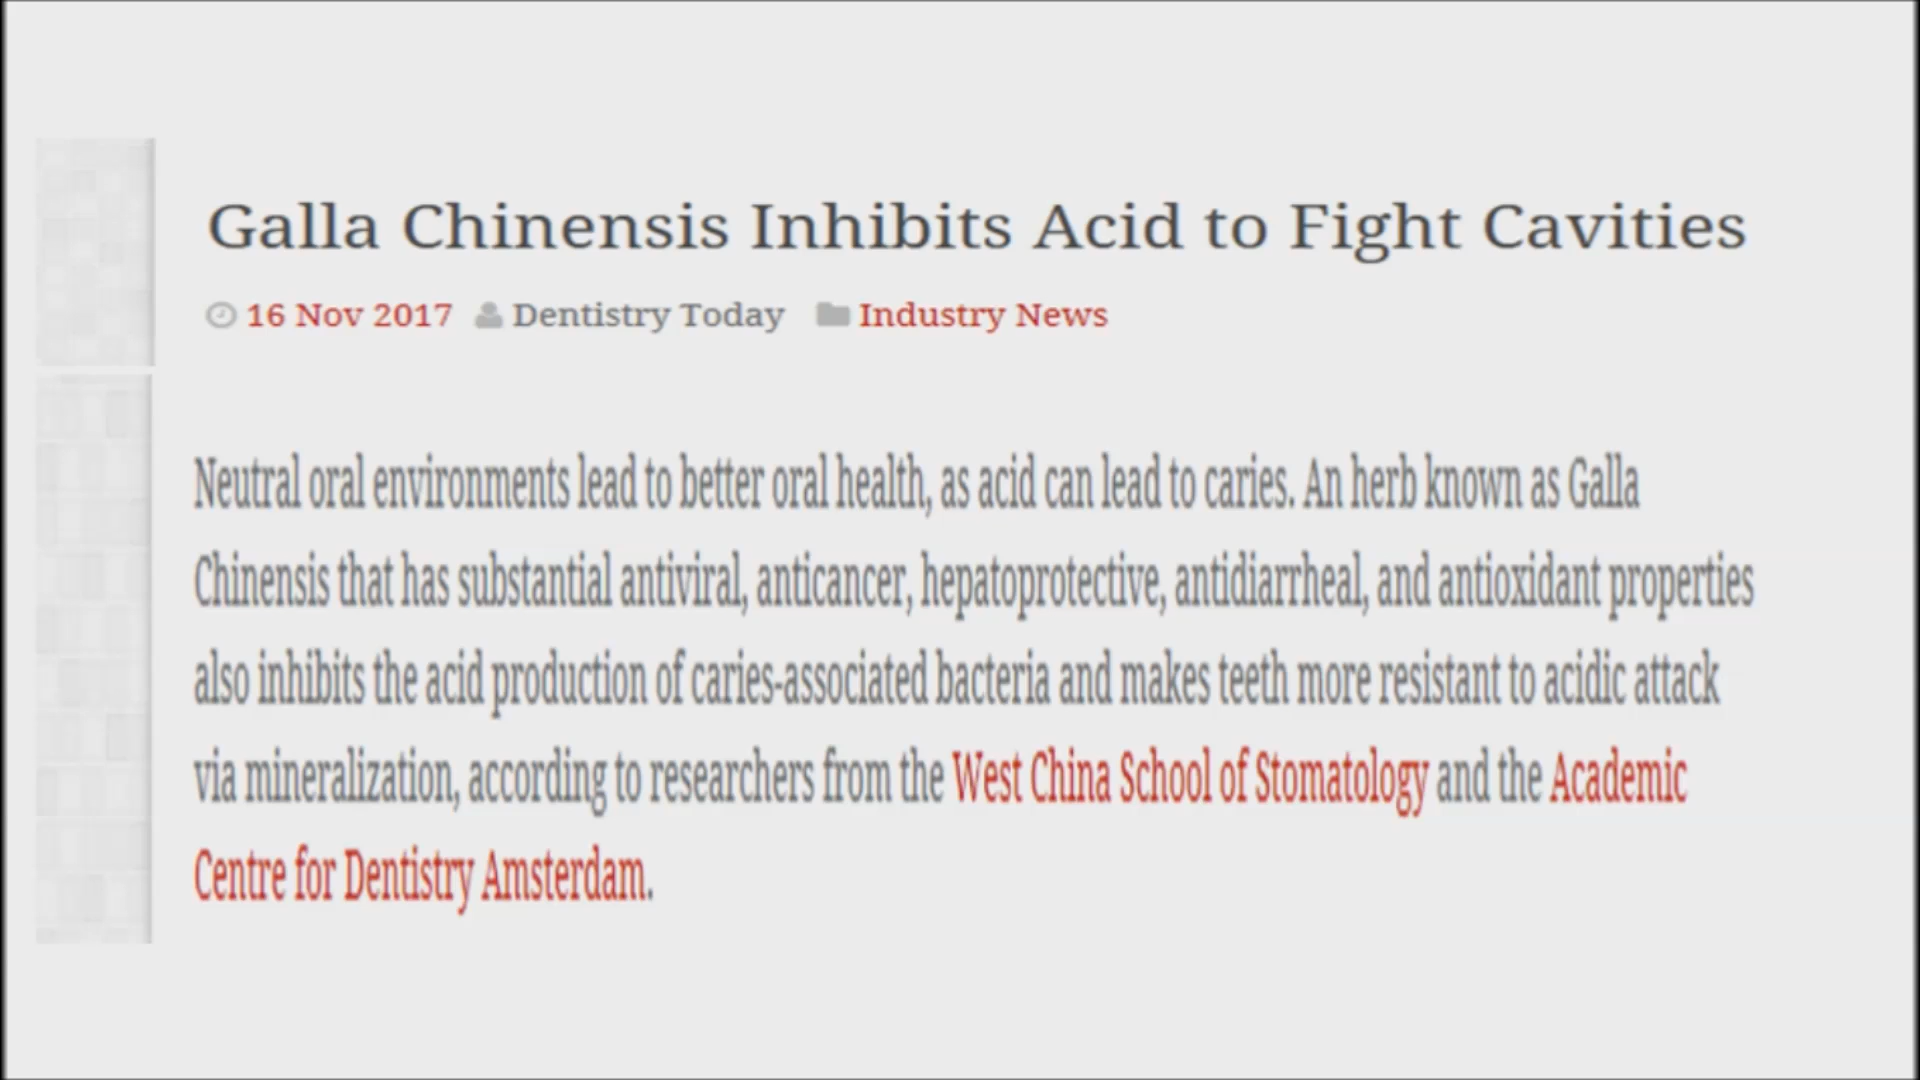 Galla Chinensis Inhibits Acid to Fight Cavities
16 Nov 2017 Dentistry Today Industry News
Neutral oral environments lead to better oral health, as acid can lead to caries. An herb known as Galla
Chinensis that has substantial antiviral, anticancer, hepatoprotective, antidiarrheal, and antioxidant properties
also inhibits the acid production of caries-associated bacteria and makes teeth more resistant to acidic attack
via mineralization, according to researchers from the West China School of Stomatology and the Academic
Centre for Dentistry Amsterdam.